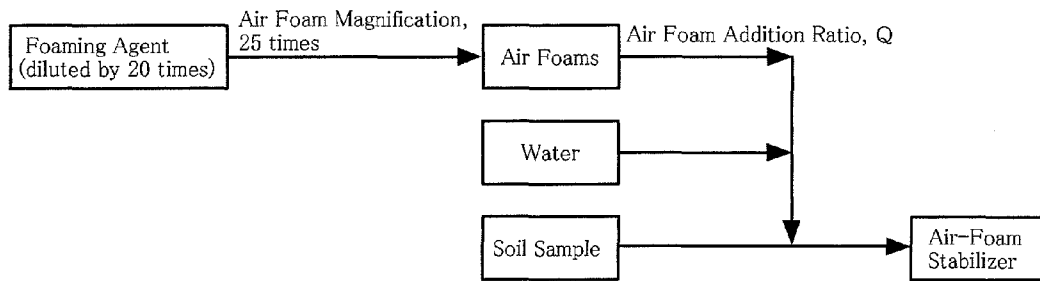 Foaming Agent
(diluted by 20 times)
Air Foam Magnification,
25 times
Air Foams
Air Foam Addition Ratio, Q
Water
Soil Sample
Air-Foam
Stabilizer